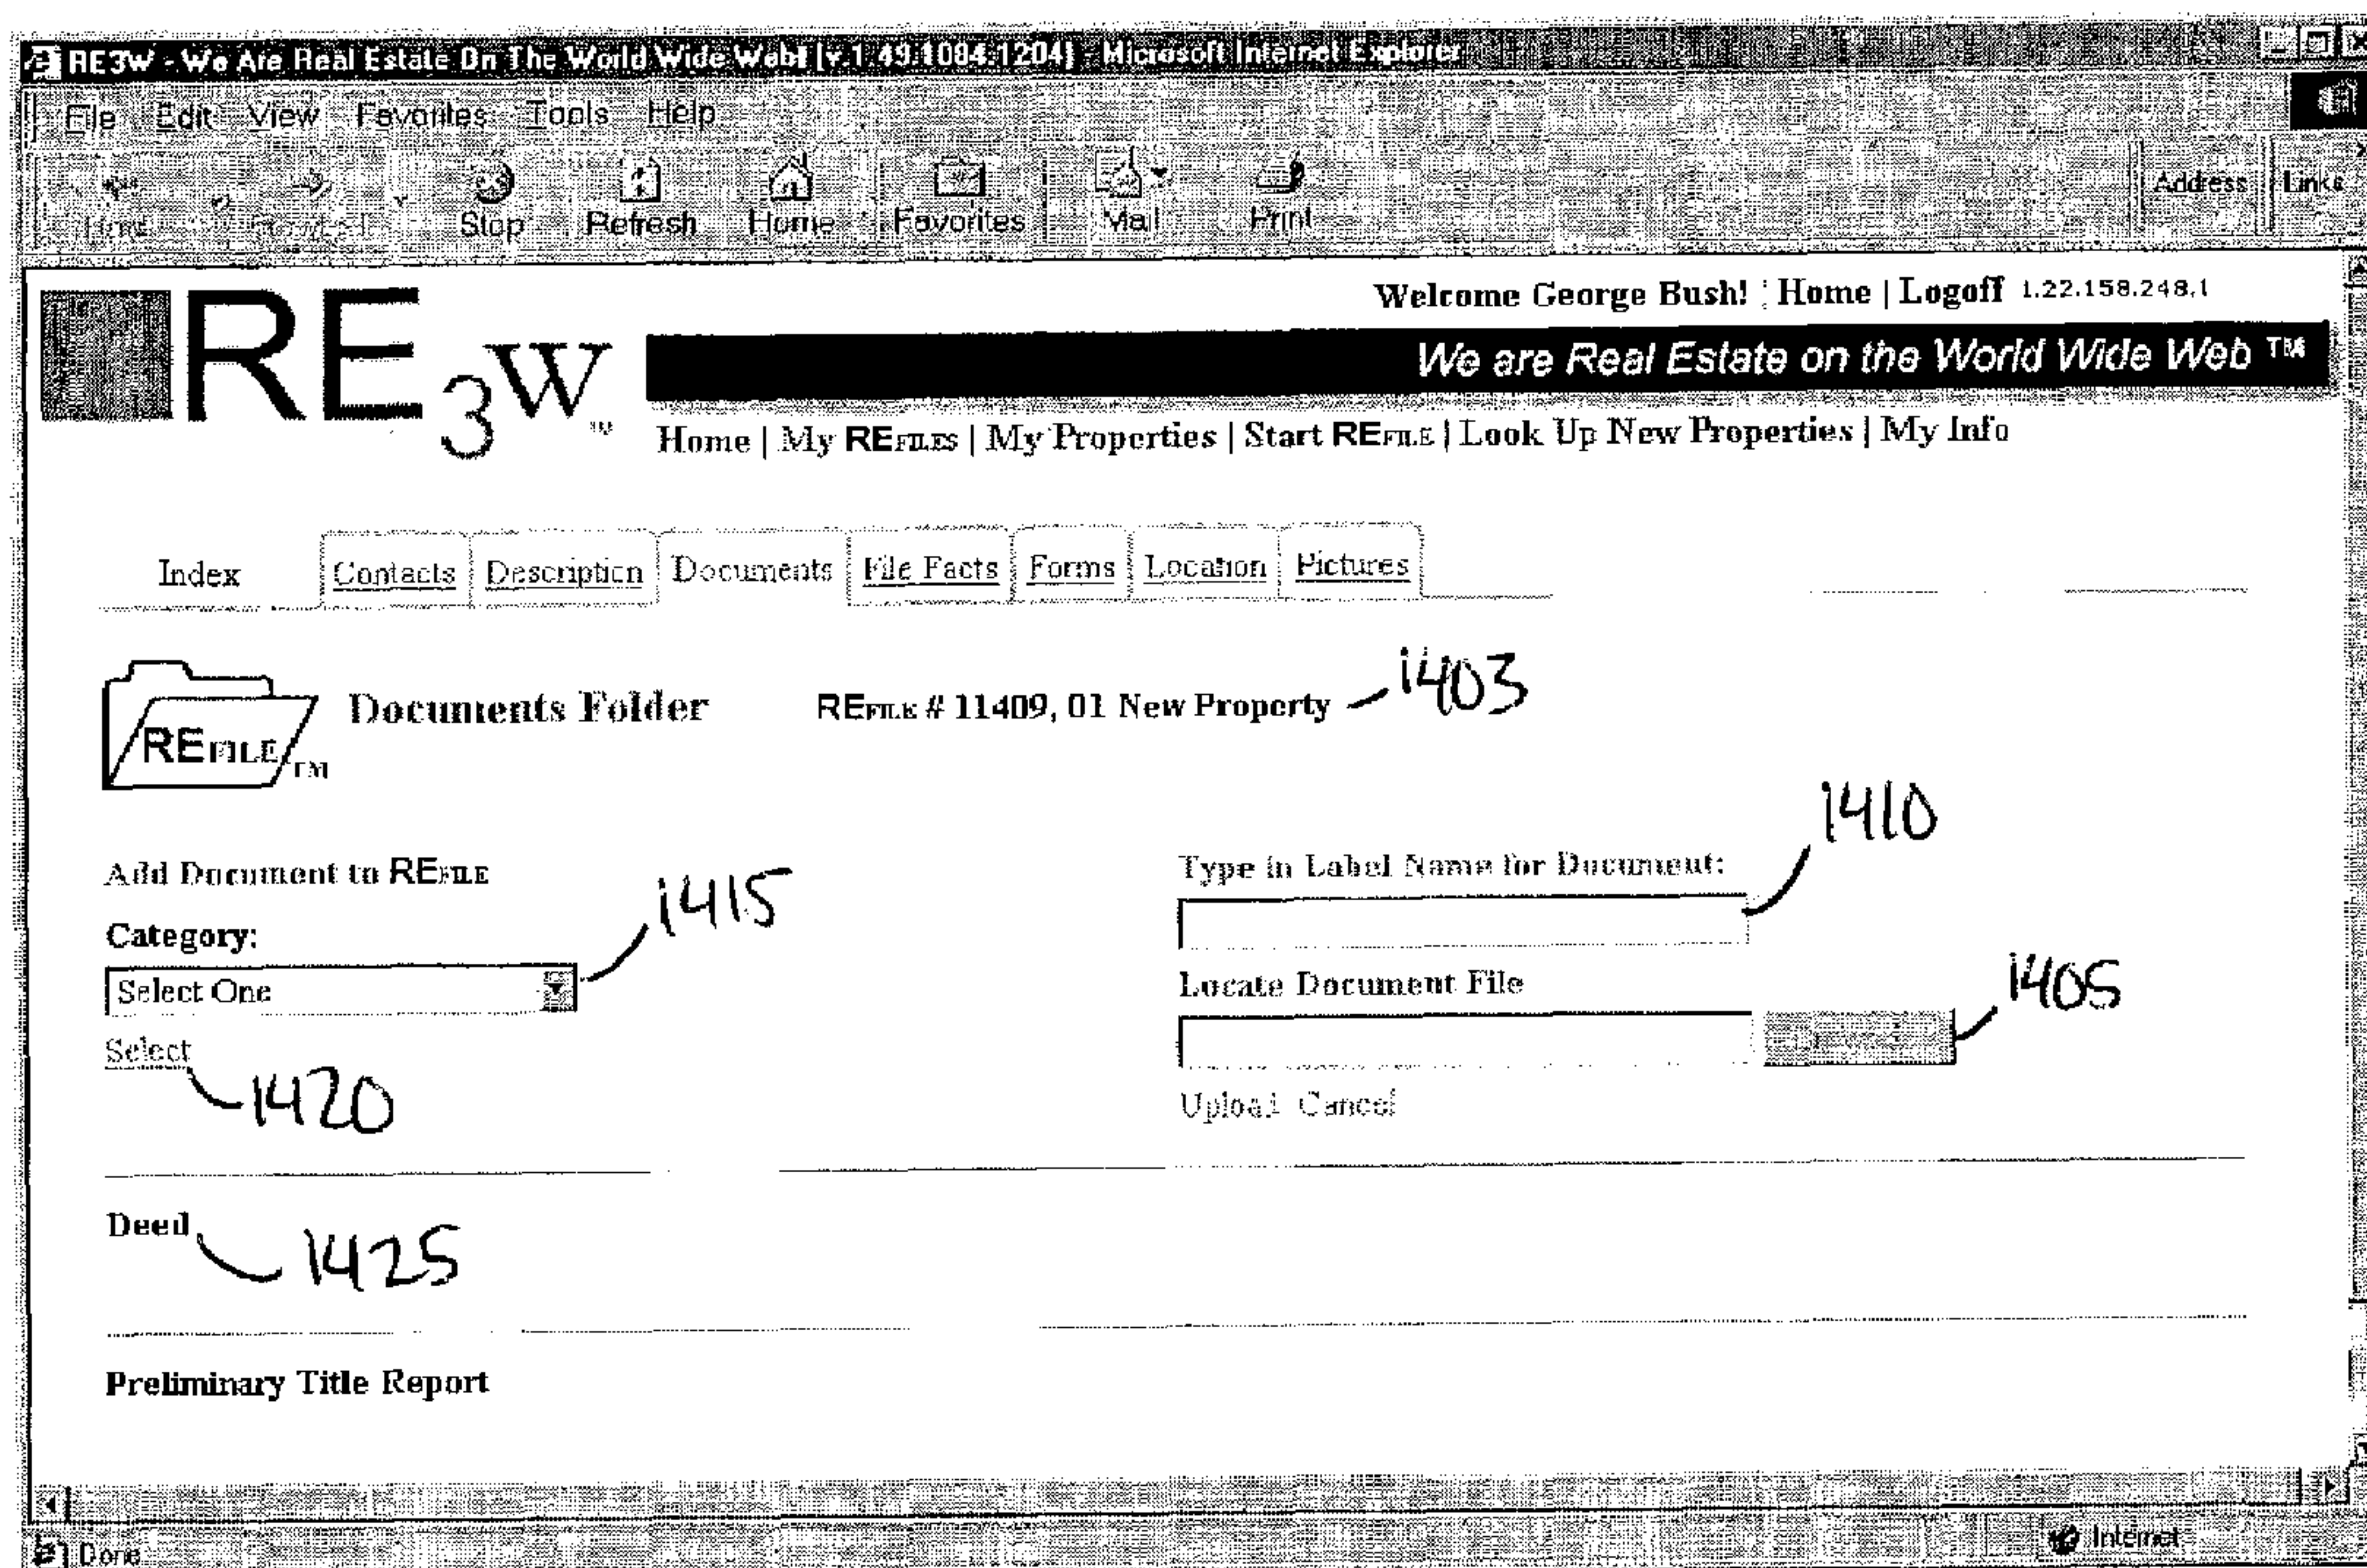 RE3W - We Are Real Estate On The World Wide Web! [v.1.49.1084.1204] - Microsoft Internet Explorer
File Edit View Favorites Tools Help
Stop Refresh Home Favorites Mail Print Address Links
Welcome George Bush! | Home | Logoff 1.22.158.248.1
RE3W
We are Real Estate on the World Wide Web ™
Home | My REFILES | My Properties | Start REFILE | Look Up New Properties | My Info
Index Contacts Description Documents File Facts Forms Location Pictures
REFILE™ Documents Folder REFILE # 11409, 01 New Property 1403
1410
Add Document to REFILE 1415 Type in Label Name for Document:
Category:
Select One Locate Document File 1405
Select
1420 Upload Cancel
Deed 1425
Preliminary Title Report
Done Internet